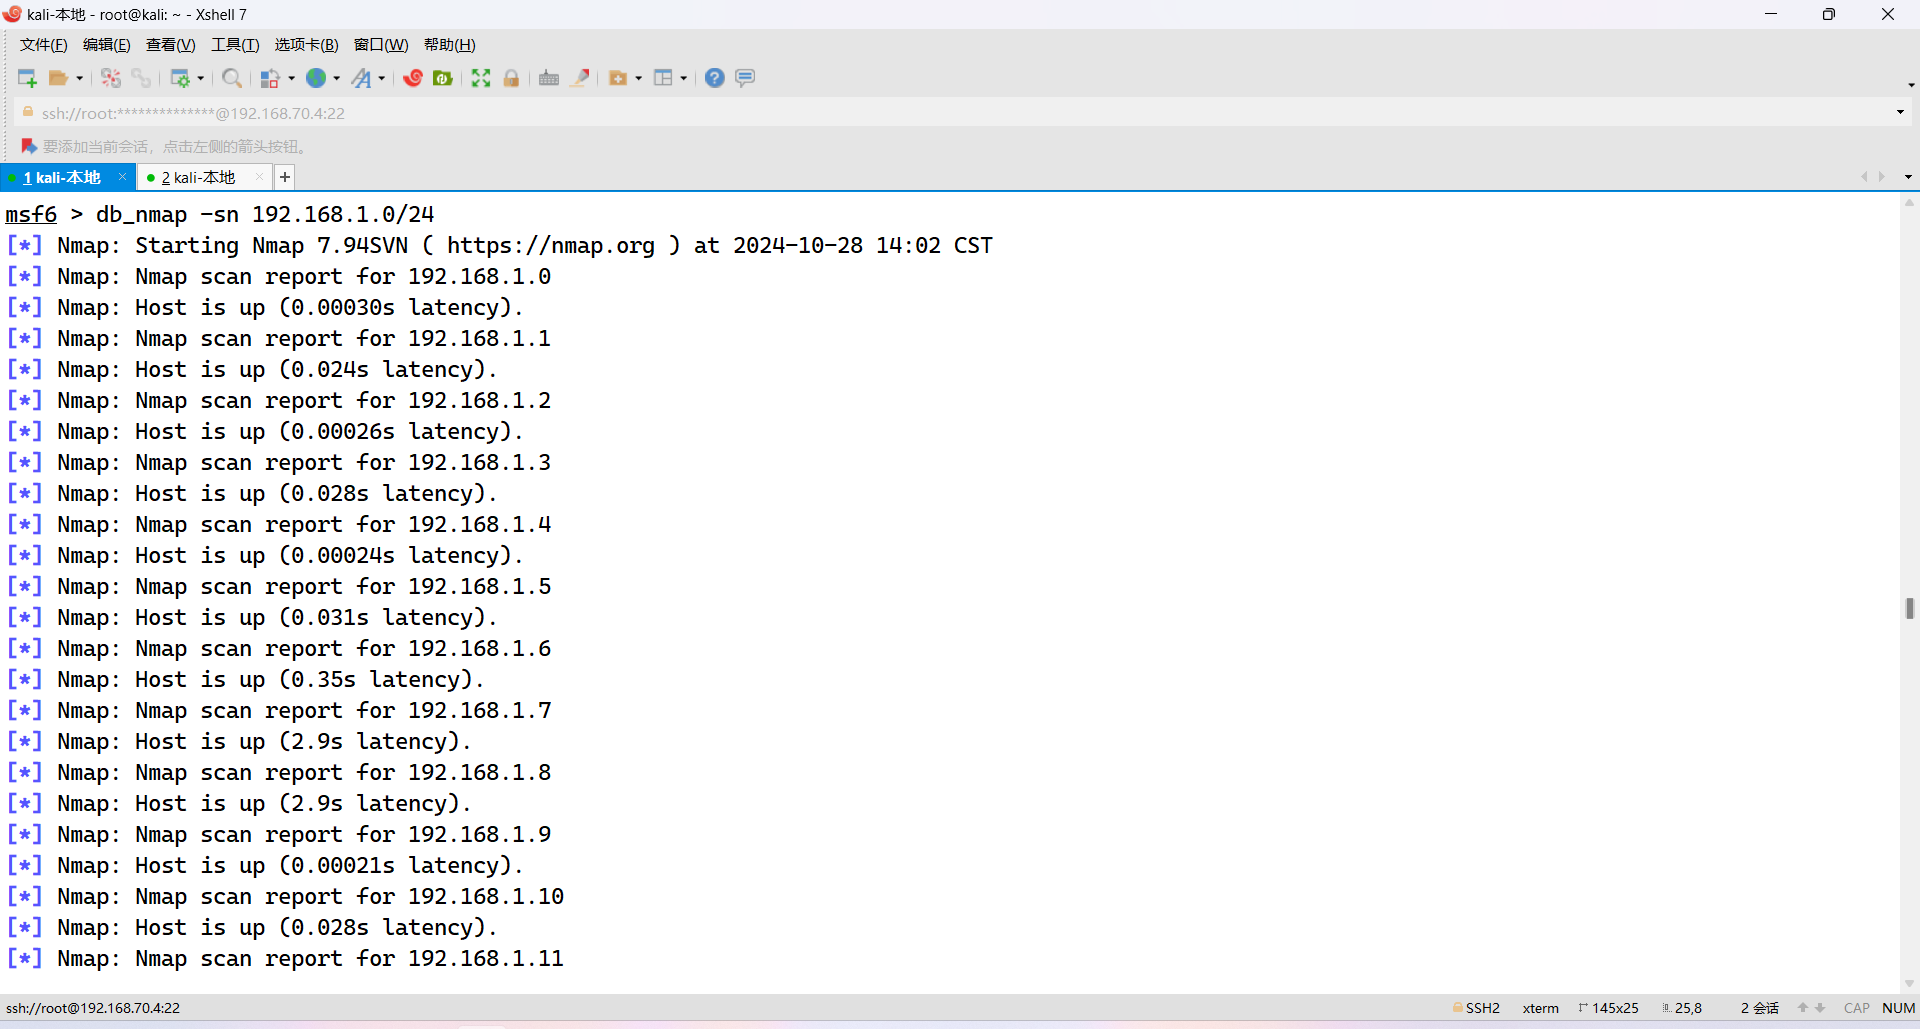 kali-本地 - root@kali: ~ - Xshell 7
文件(F) 编辑(E) 查看(V) 工具(T) 选项卡(B) 窗口(W) 帮助(H)
ssh://root:**************@192.168.70.4:22
要添加当前会话，点击左侧的箭头按钮。
1 kali-本地 × 2 kali-本地 × +
msf6 > db_nmap -sn 192.168.1.0/24
[*] Nmap: Starting Nmap 7.94SVN ( https://nmap.org ) at 2024-10-28 14:02 CST
[*] Nmap: Nmap scan report for 192.168.1.0
[*] Nmap: Host is up (0.00030s latency).
[*] Nmap: Nmap scan report for 192.168.1.1
[*] Nmap: Host is up (0.024s latency).
[*] Nmap: Nmap scan report for 192.168.1.2
[*] Nmap: Host is up (0.00026s latency).
[*] Nmap: Nmap scan report for 192.168.1.3
[*] Nmap: Host is up (0.028s latency).
[*] Nmap: Nmap scan report for 192.168.1.4
[*] Nmap: Host is up (0.00024s latency).
[*] Nmap: Nmap scan report for 192.168.1.5
[*] Nmap: Host is up (0.031s latency).
[*] Nmap: Nmap scan report for 192.168.1.6
[*] Nmap: Host is up (0.35s latency).
[*] Nmap: Nmap scan report for 192.168.1.7
[*] Nmap: Host is up (2.9s latency).
[*] Nmap: Nmap scan report for 192.168.1.8
[*] Nmap: Host is up (2.9s latency).
[*] Nmap: Nmap scan report for 192.168.1.9
[*] Nmap: Host is up (0.00021s latency).
[*] Nmap: Nmap scan report for 192.168.1.10
[*] Nmap: Host is up (0.028s latency).
[*] Nmap: Nmap scan report for 192.168.1.11
ssh://root@192.168.70.4:22 SSH2 xterm 145x25 25,8 2 会话 CAP NUM